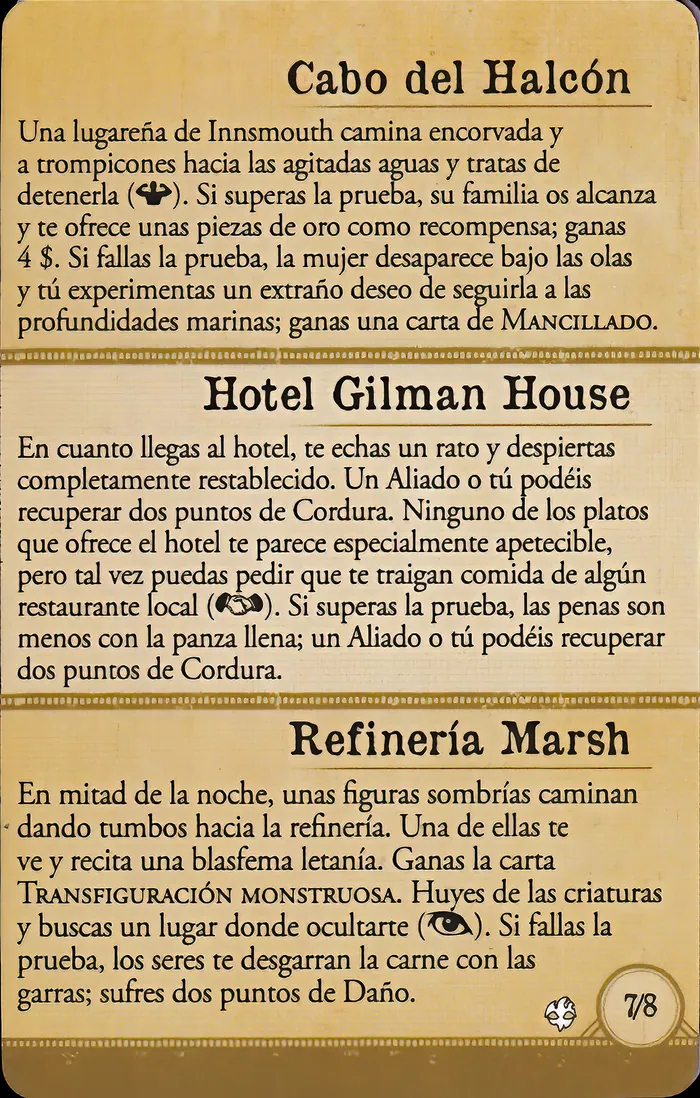 Cabo del Halcón
Una lugareña de Innsmouth camina encorvada y
a trompicones hacia las agitadas aguas y tratas de
detenerla (). Si superas la prueba, su familia os alcanza
y te ofrece unas piezas de oro como recompensa; ganas
4 $. Si fallas la prueba, la mujer desaparece bajo las olas
y tú experimentas un extraño deseo de seguirla a las
profundidades marinas; ganas una carta de MANCILLADO.
Hotel Gilman House
En cuanto llegas al hotel, te echas un rato y despiertas
completamente restablecido. Un Aliado o tú podéis
recuperar dos puntos de Cordura. Ninguno de los platos
que ofrece el hotel te parece especialmente apetecible,
pero tal vez puedas pedir que te traigan comida de algún
restaurante local (). Si superas la prueba, las penas son
menos con la panza llena; un Aliado o tú podéis recuperar
dos puntos de Cordura.
Refinería Marsh
En mitad de la noche, unas figuras sombrías caminan
dando tumbos hacia la refinería. Una de ellas te
ve y recita una blasfema letanía. Ganas la carta
TRANSFIGURACIÓN MONSTRUOSA. Huyes de las criaturas
y buscas un lugar donde ocultarte (). Si fallas la
prueba, los seres te desgarran la carne con las
garras; sufres dos puntos de Daño.
7/8